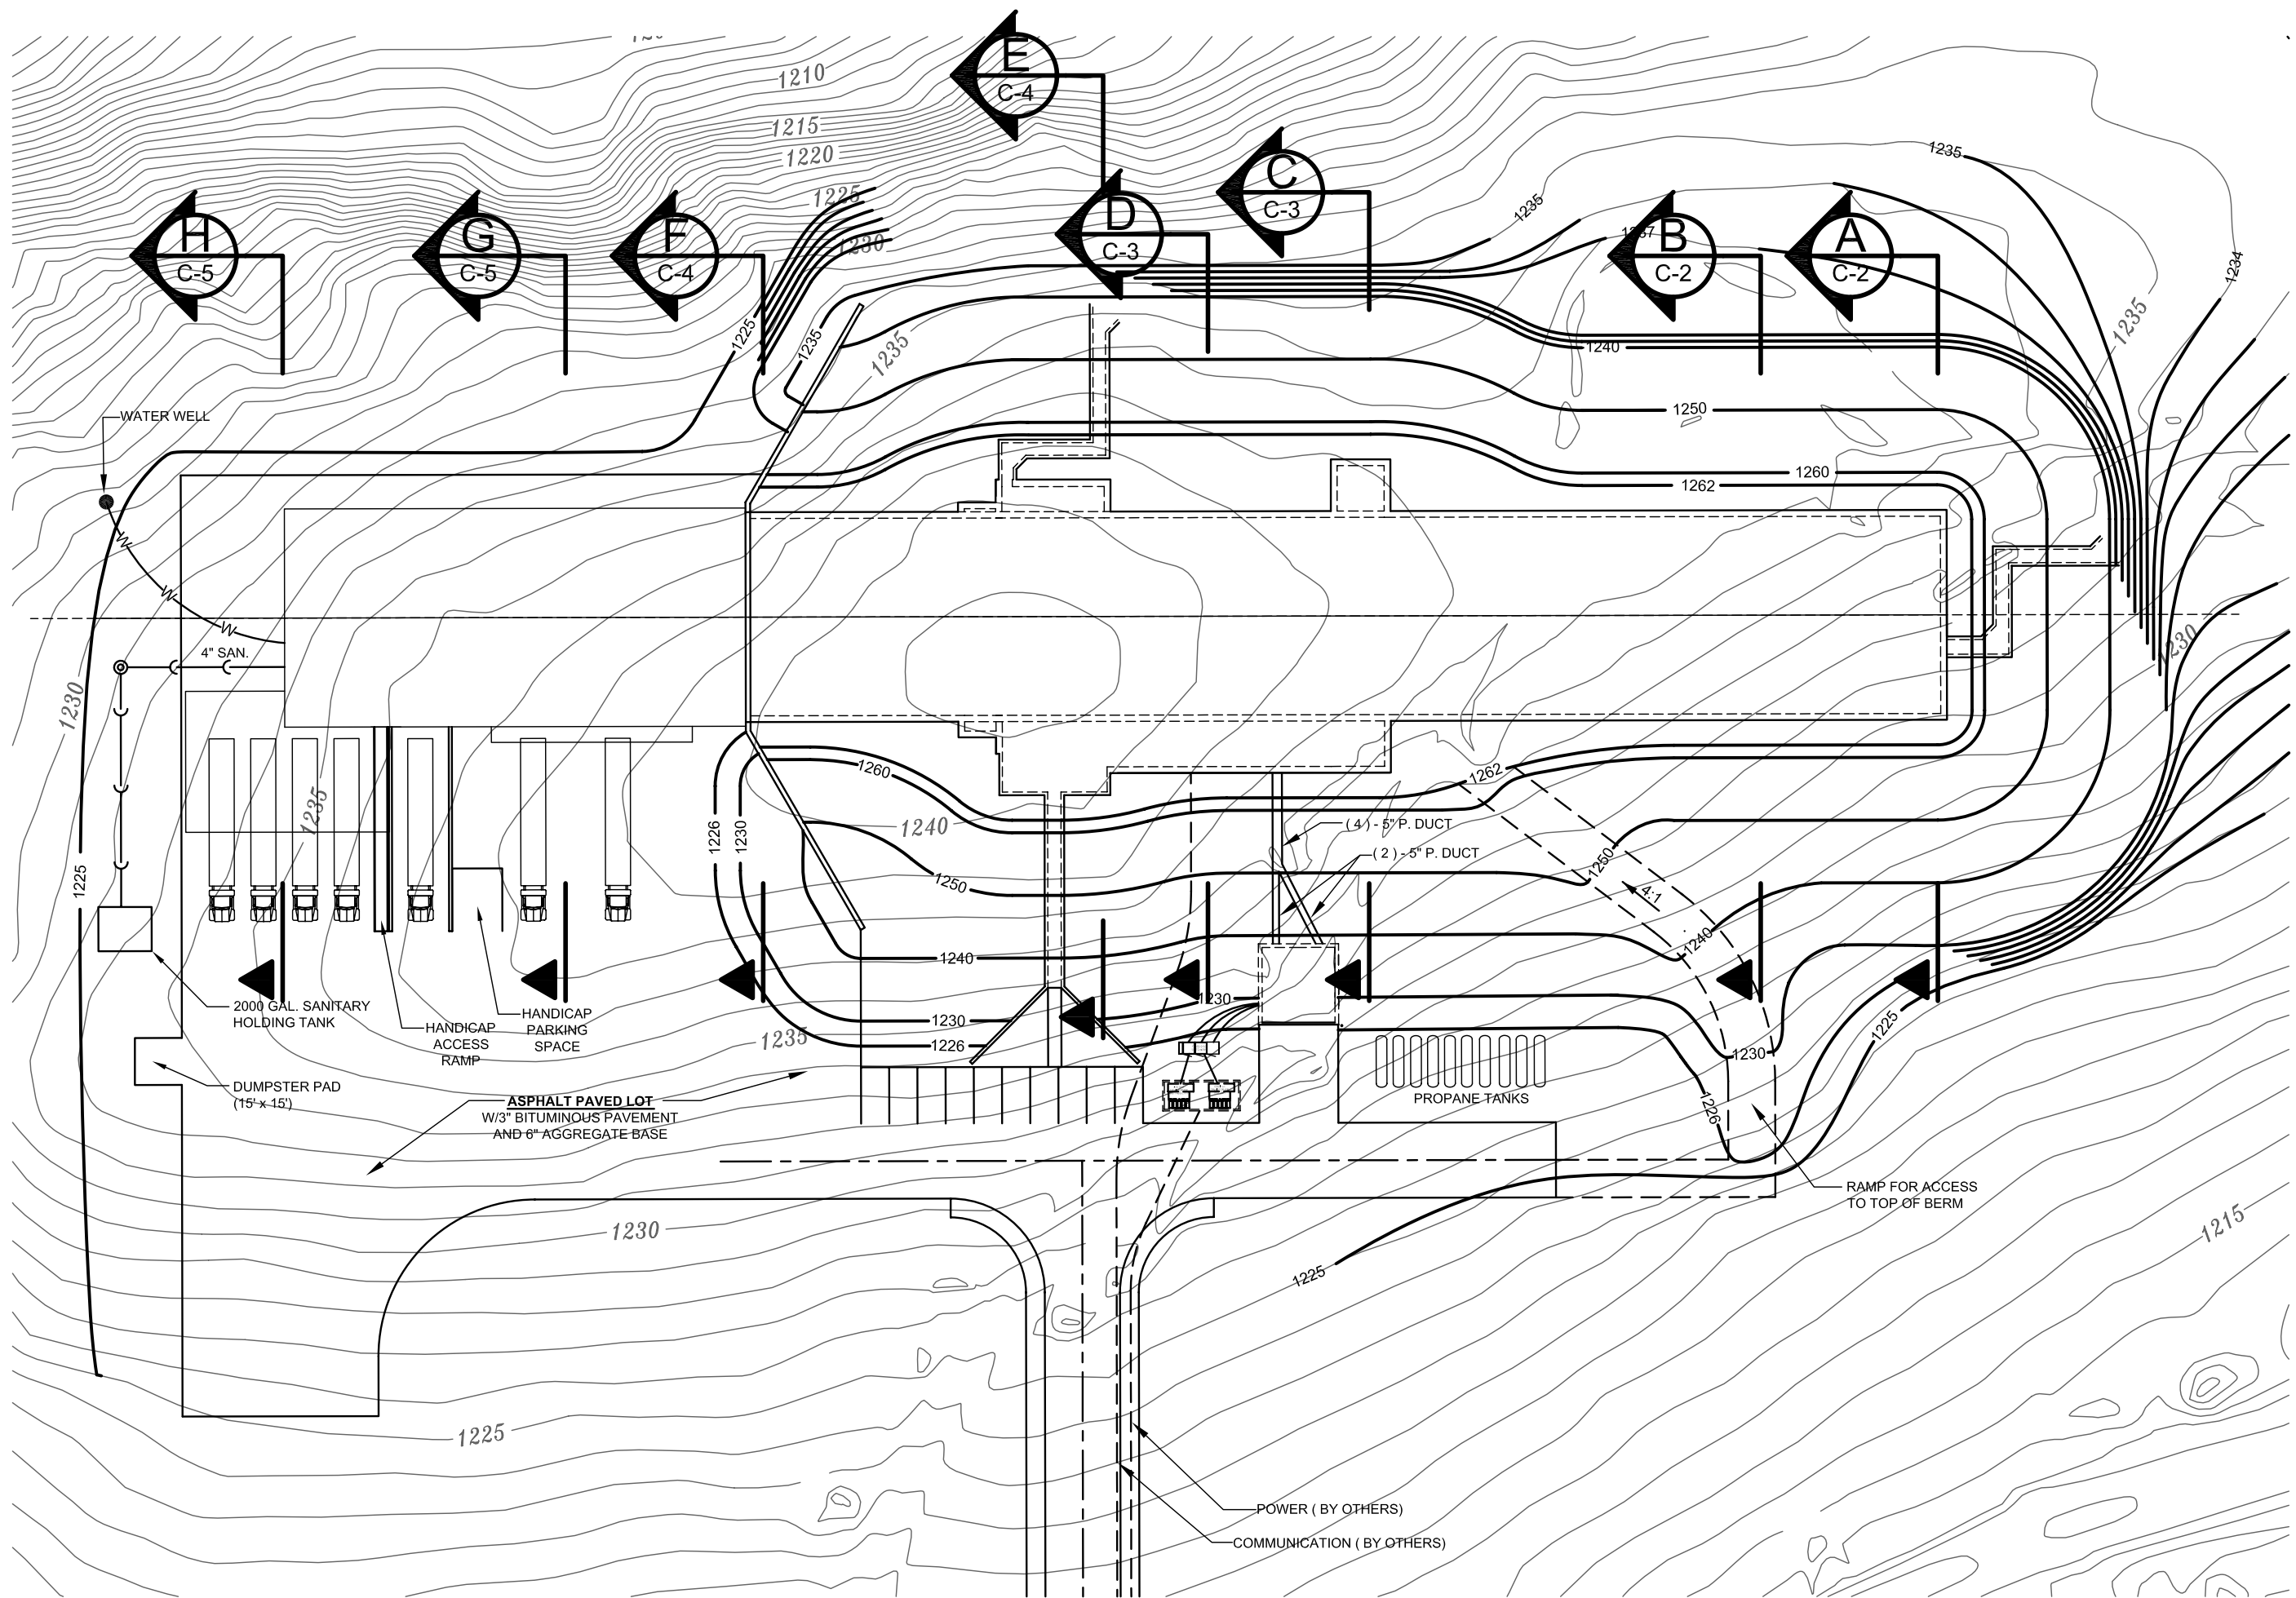 E
C-4
1210
1215
1220
C
C-3
1235
1225
D
C-3
1235
1234
H
C-5
G
C-5
F
C-4
1230
B
C-2
A
C-2
1225
1235
1235
1240
1235
1250
WATER WELL
1260
1262
W
W
W
4" SAN.
1230
1230
1260
1262
1226
1230
1235
1240
( 4 ) - 5" P. DUCT
( 2 ) - 5" P. DUCT
1225
1250
1250
4:1
1240
1240
2000 GAL. SANITARY
HOLDING TANK
HANDICAP
ACCESS
RAMP
HANDICAP
PARKING
SPACE
1230
1230
1226
1235
1225
1230
DUMPSTER PAD
(15' x 15')
ASPHALT PAVED LOT
W/3" BITUMINOUS PAVEMENT
AND 6" AGGREGATE BASE
PROPANE TANKS
1226
RAMP FOR ACCESS
TO TOP OF BERM
1230
1215
1225
1225
POWER ( BY OTHERS)
COMMUNICATION ( BY OTHERS)